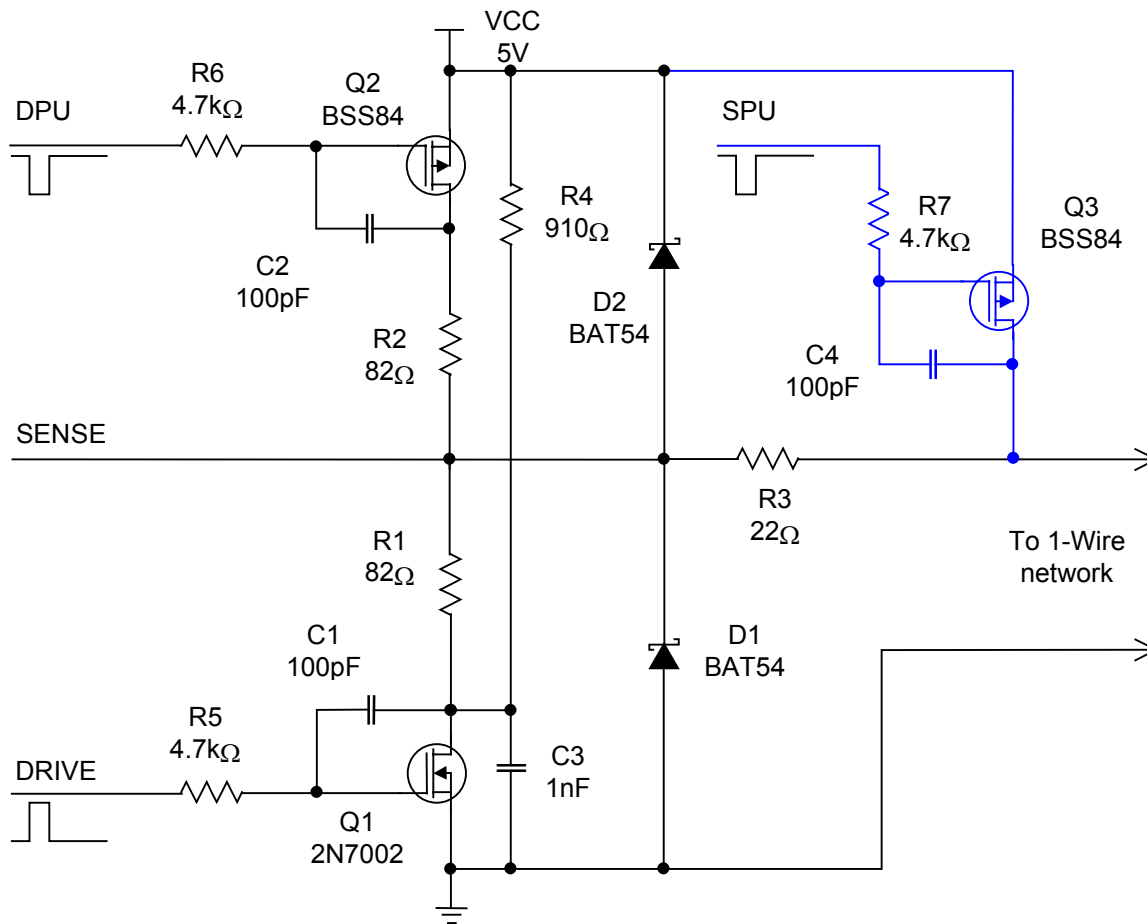 VCC
5V
R6
4.7kΩ
Q2
BSS84
DPU
SPU
R4
910Ω
R7
4.7kΩ
Q3
BSS84
C2
100pF
D2
BAT54
R2
82Ω
C4
100pF
SENSE
R3
22Ω
R1
82Ω
To 1-Wire
network
C1
100pF
D1
BAT54
R5
4.7kΩ
C3
1nF
DRIVE
Q1
2N7002